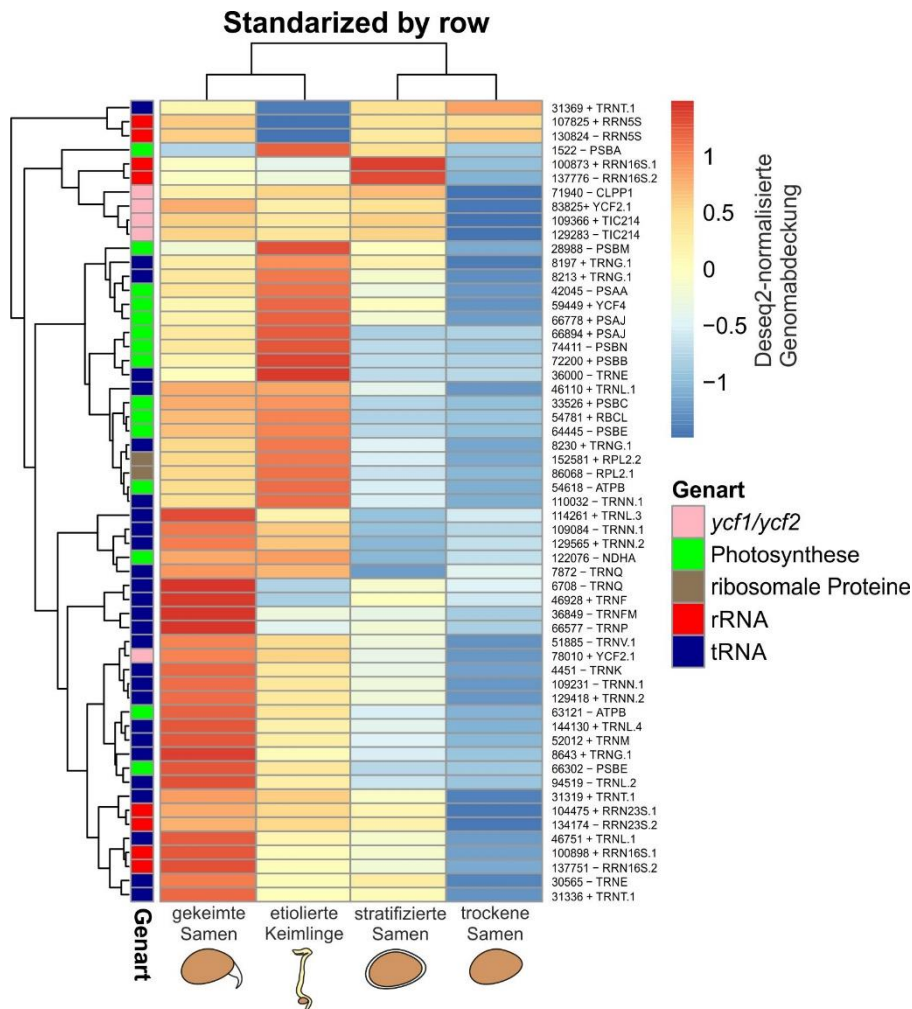 Standarized by row
31369 + TRNT.1
107825 + RRN5S
130824 − RRN5S
1522 − PSBA
100873 + RRN16S.1
137776 − RRN16S.2
71940 − CLPP1
83825+ YCF2.1
109366 + TIC214
129283 − TIC214
28988 − PSBM
8197 + TRNG.1
8213 + TRNG.1
42045 − PSAA
59449 + YCF4
66778 + PSAJ
66894 + PSAJ
74411 − PSBN
72200 + PSBB
36000 − TRNE
46110 + TRNL.1
33526 + PSBC
54781 + RBCL
64445 − PSBE
8230 + TRNG.1
152581 + RPL2.2
86068 − RPL2.1
54618 − ATPB
110032 − TRNN.1
114261 + TRNL.3
109084 − TRNN.1
129565 + TRNN.2
122076 − NDHA
7872 − TRNQ
6708 − TRNQ
46928 + TRNF
36849 − TRNFM
66577 − TRNP
51885 − TRNV.1
78010 + YCF2.1
4451 − TRNK
109231 − TRNN.1
129418 + TRNN.2
63121 − ATPB
144130 − TRNL.4
52012 + TRNM
8643 + TRNG.1
66302 − PSBE
94519 − TRNL.2
31319 + TRNT.1
104475 + RRN23S.1
134174 − RRN23S.2
46751 + TRNL.1
100898 + RRN16S.1
137751 − RRN16S.2
30565 − TRNE
31336 + TRNT.1
1
0.5
0
−0.5
−1
Deseq2-normalisierte
Genomabdeckung
Genart
ycf1/ycf2
Photosynthese
ribosomale Proteine
rRNA
tRNA
Genart
gekeimte
Samen
etiolierte
Keimlinge
stratifizierte
Samen
trockene
Samen